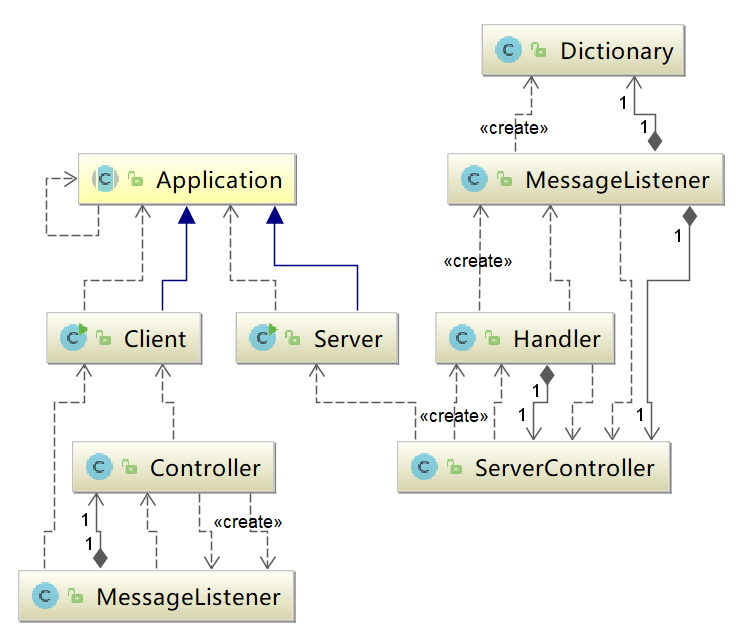 C Dictionary
1
«create»
1
C Application
C MessageListener
1
«create»
C Client
C Server
C Handler
1
«create»
1
1
C Controller
C ServerController
1
«create»
1
C MessageListener